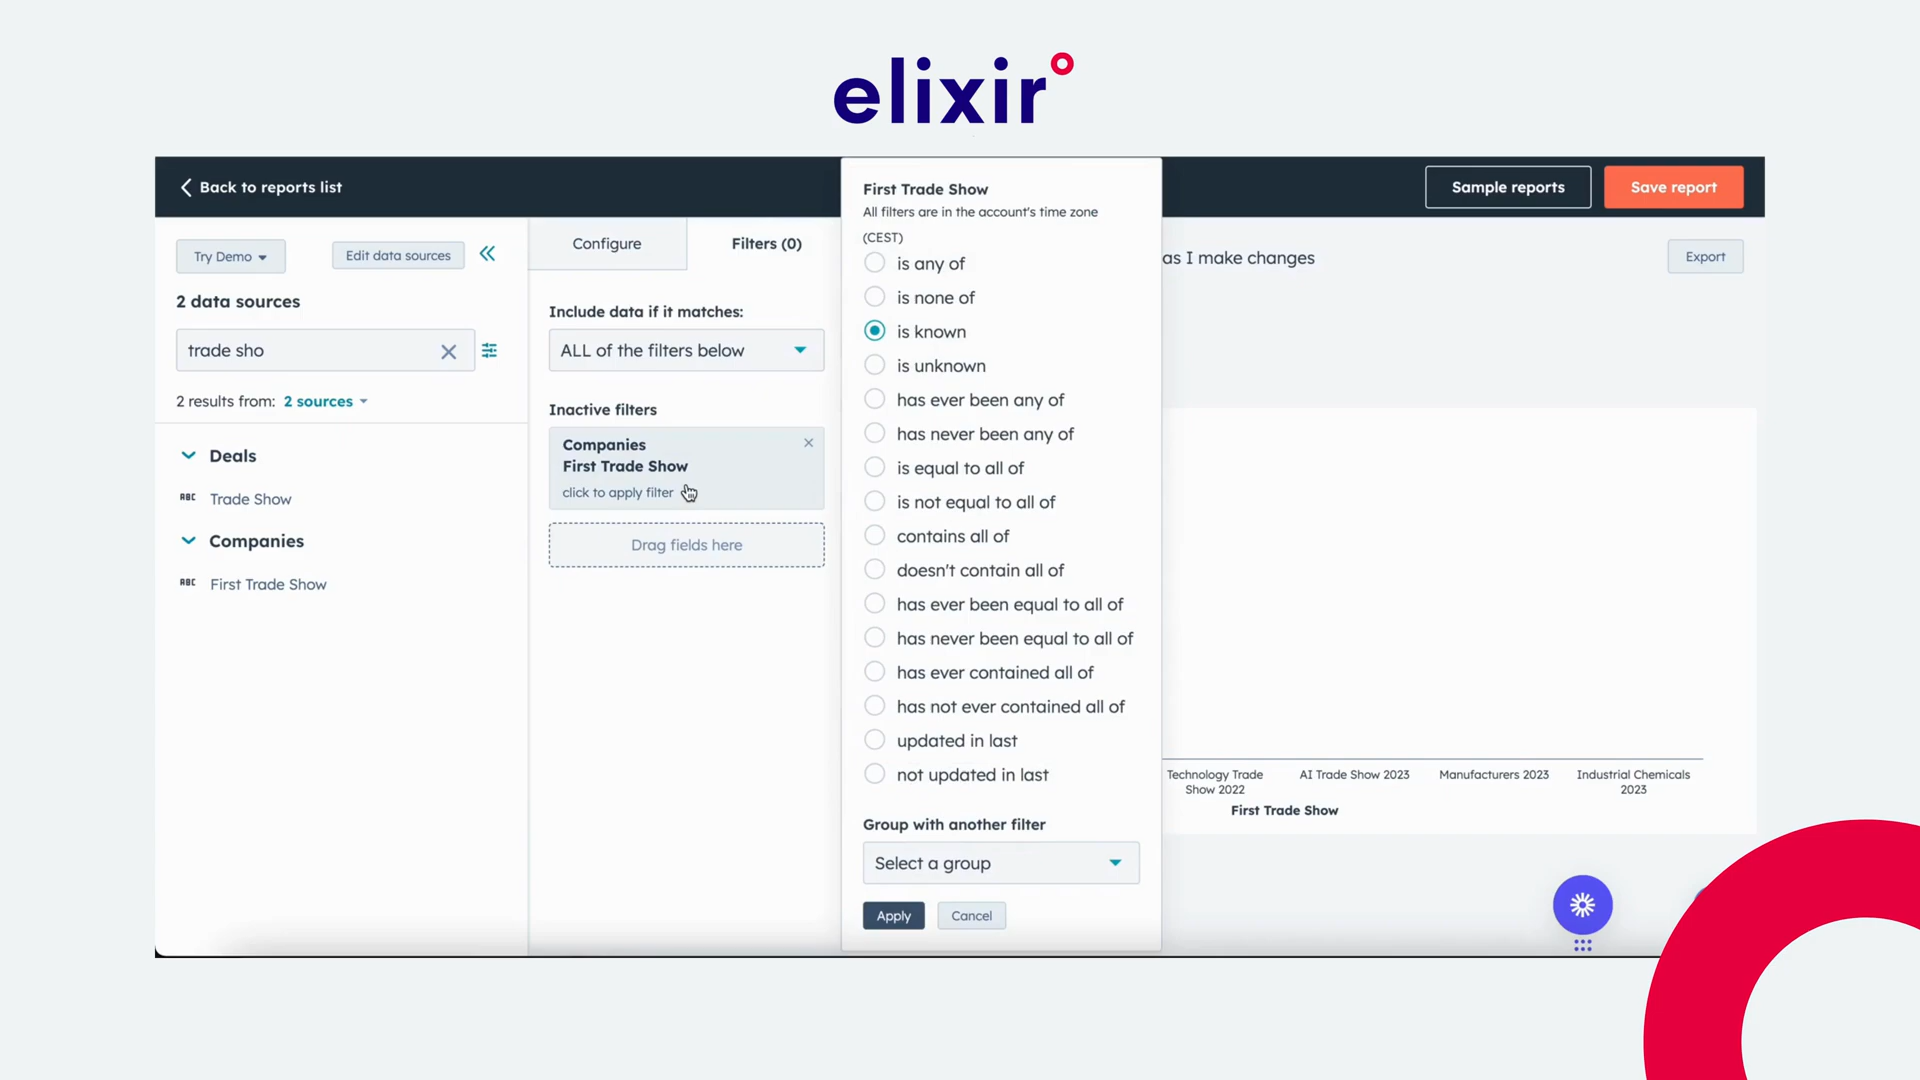 elixir
Back to reports list
Sample reports
Save report
Try Demo
Edit data sources
2 data sources
trade sho
2 results from: 2 sources
Deals
ABC Trade Show
Companies
ABC First Trade Show
Configure
Filters (0)
Include data if it matches:
ALL of the filters below
Inactive filters
Companies
First Trade Show
click to apply filter
Drag fields here
First Trade Show
All filters are in the account's time zone
(CEST)
is any of
is none of
is known
is unknown
has ever been any of
has never been any of
is equal to all of
is not equal to all of
contains all of
doesn't contain all of
has ever been equal to all of
has never been equal to all of
has ever contained all of
has not ever contained all of
updated in last
not updated in last
Group with another filter
Select a group
Apply
Cancel
as I make changes
Export
Technology Trade
Show 2022
AI Trade Show 2023
Manufacturers 2023
Industrial Chemicals
2023
First Trade Show